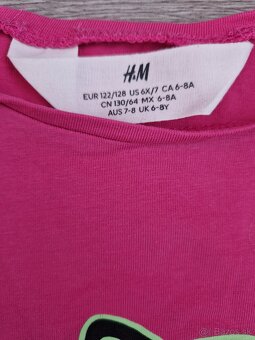 H&M
EUR 122/128 US 6X/7 CA 6-8A
CN 130/64 MX 6-8A
AUS 7-8 UK 6-8Y